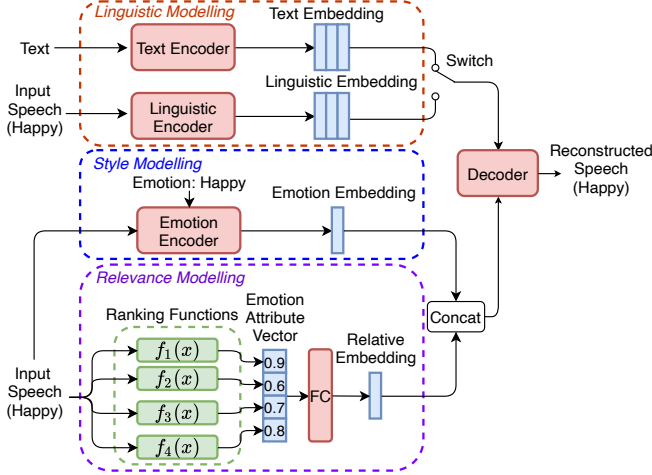 Linguistic Modelling
Text Embedding
Text
Text Encoder
Switch
Linguistic Embedding
Input
Speech
(Happy)
Linguistic
Encoder
Style Modelling
Emotion: Happy
Emotion Embedding
Emotion
Encoder
Decoder
Reconstructed
Speech
(Happy)
Relevance Modelling
Ranking Functions
Emotion
Attribute
Vector
Concat
Relative
Embedding
Input
Speech
(Happy)
f1(x)
f2(x)
f3(x)
f4(x)
0.9
0.6
0.7
0.8
FC